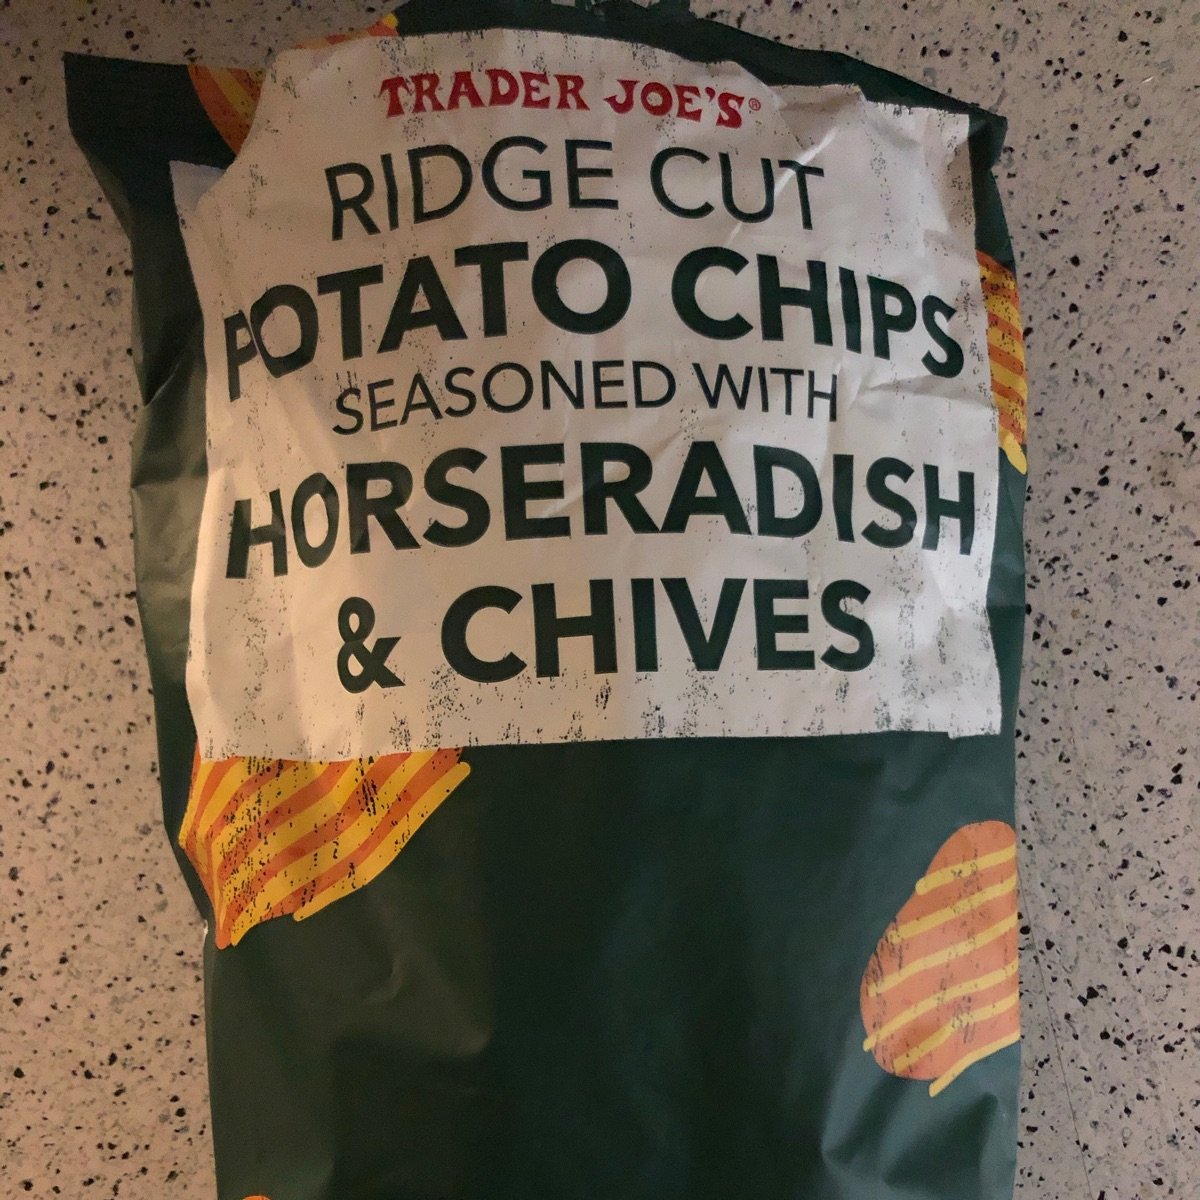 TRADER JOE'S®
RIDGE CUT
POTATO CHIPS
SEASONED WITH
HORSERADISH
& CHIVES